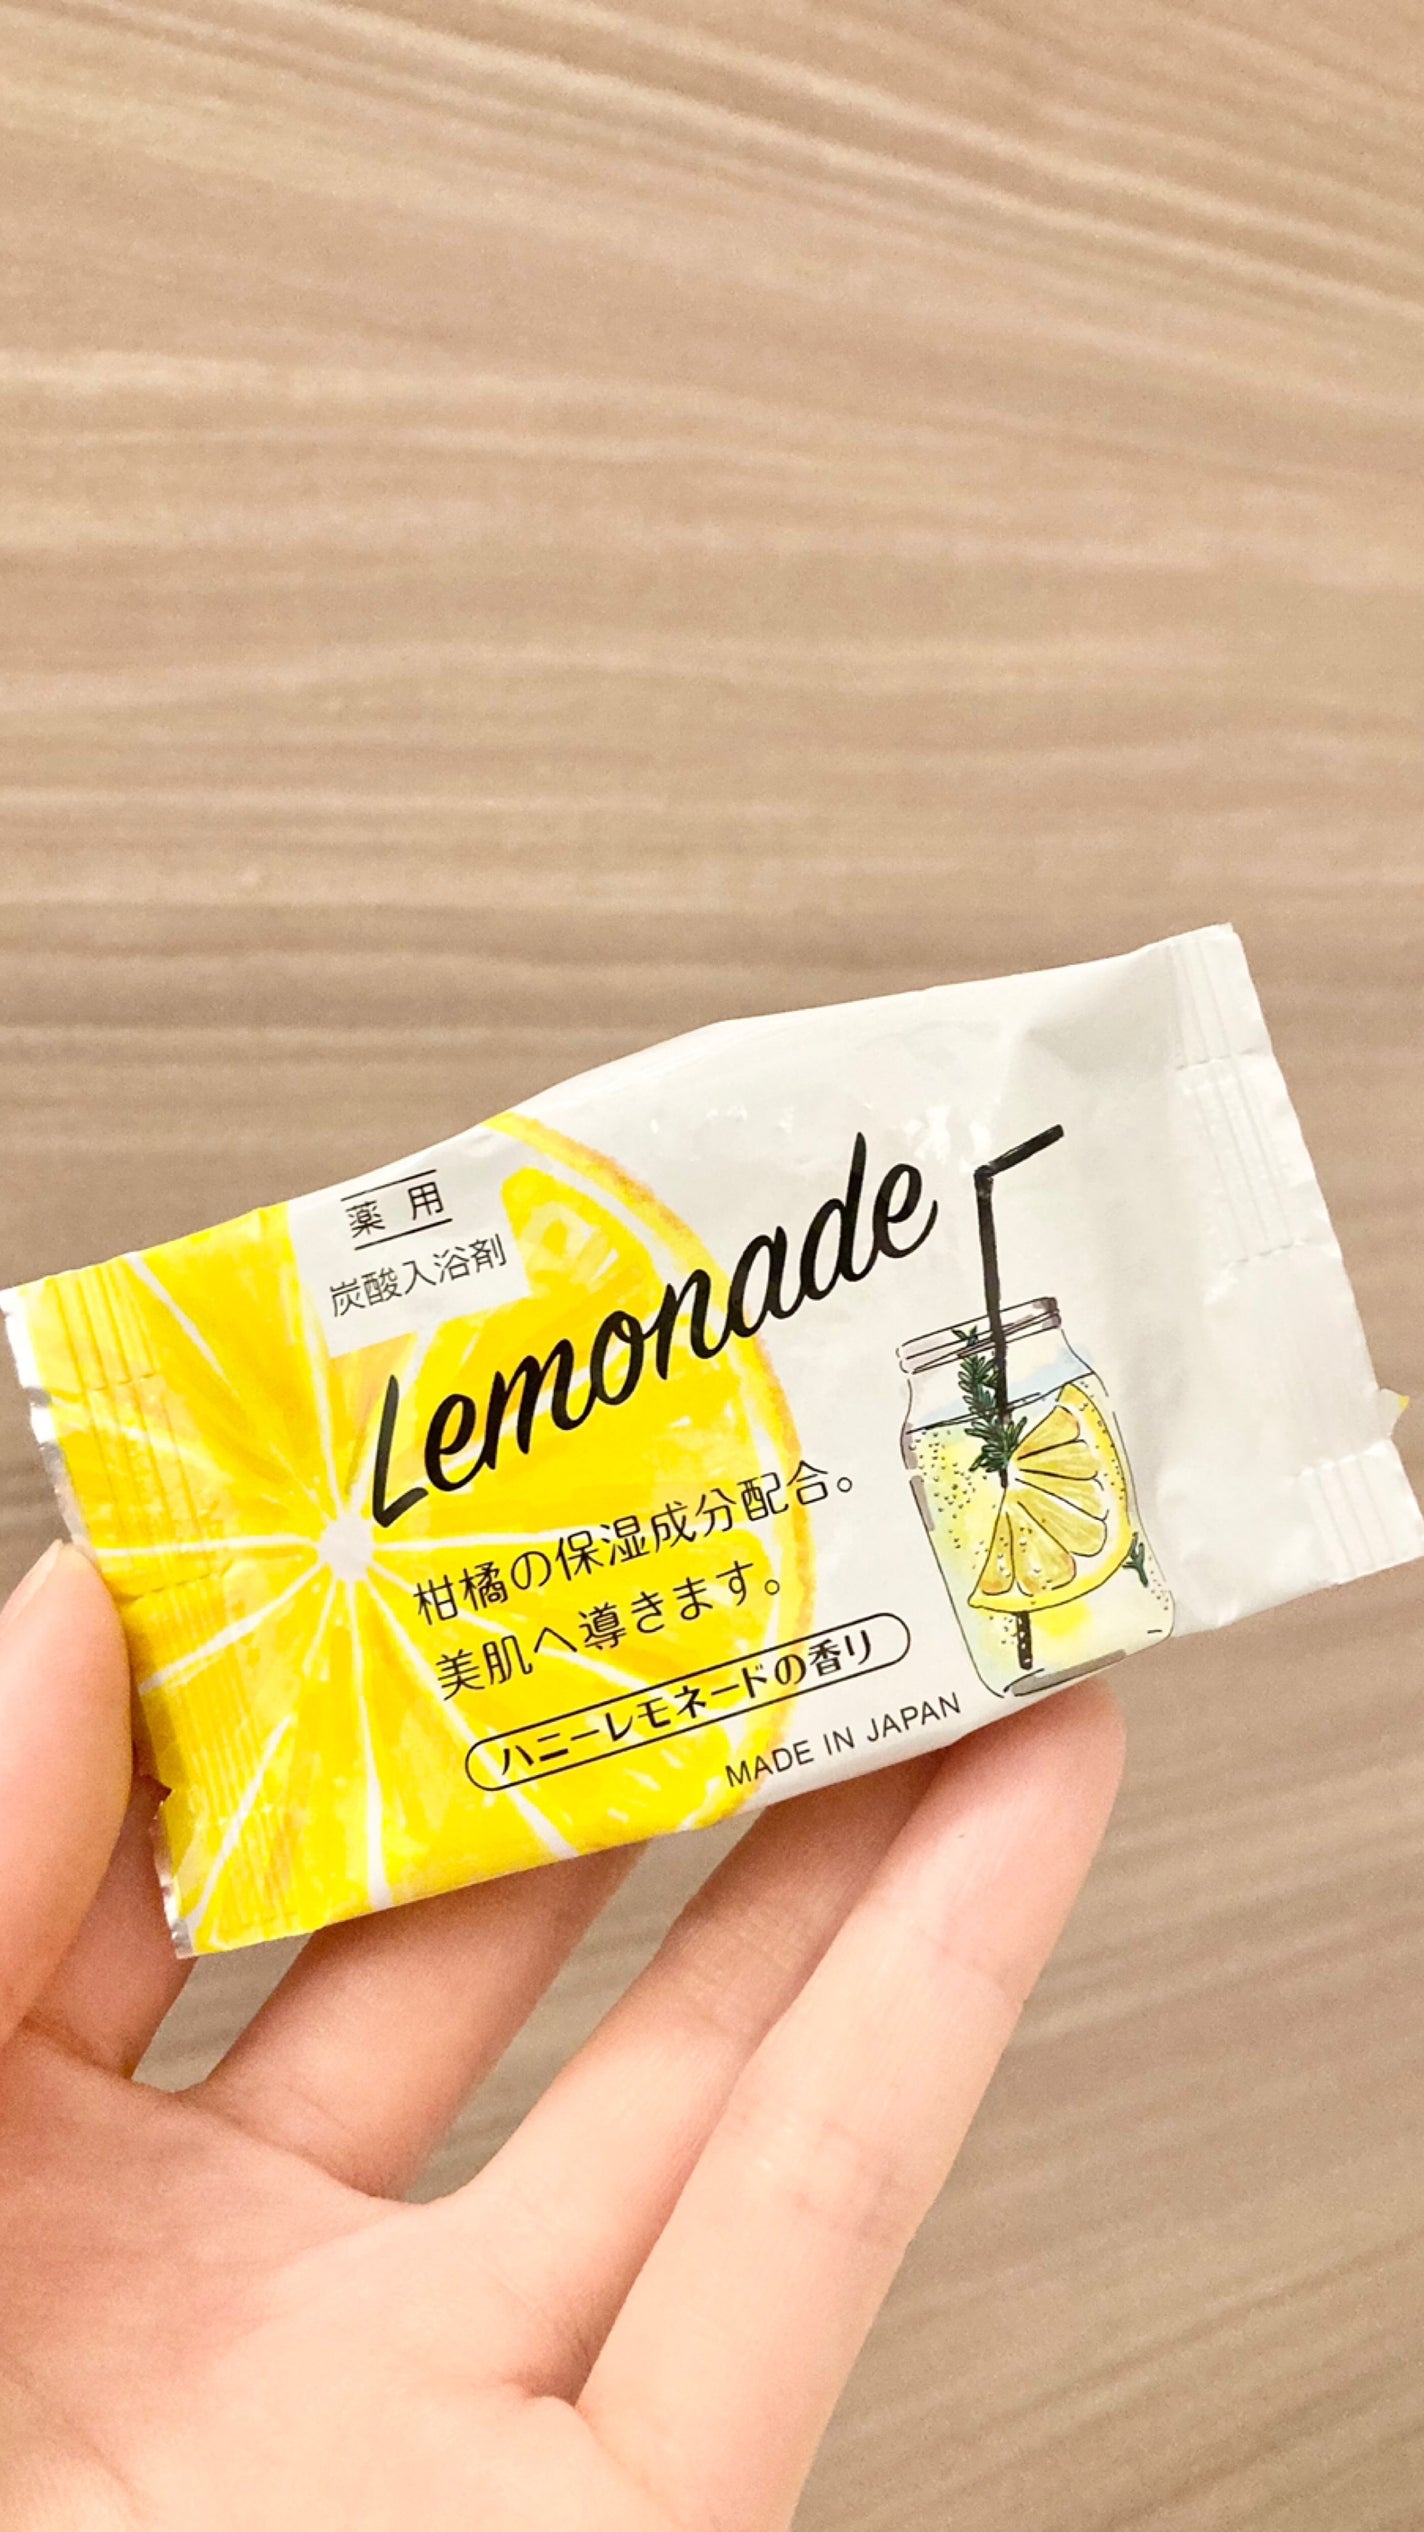 薬用
炭酸入浴剤
Lemonade
柑橘の保湿成分配合。
美肌へ導きます。
ハニーレモネードの香り
MADE IN JAPAN